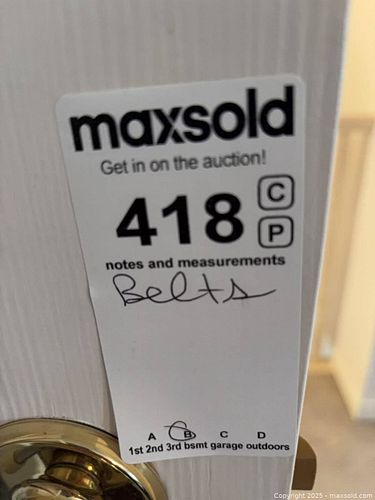 maxsold
Get in on the auction!
418 C
P
notes and measurements
Belts
A B C D
1st 2nd 3rd bsmt garage outdoors
Copyright 2025 - maxsold.com